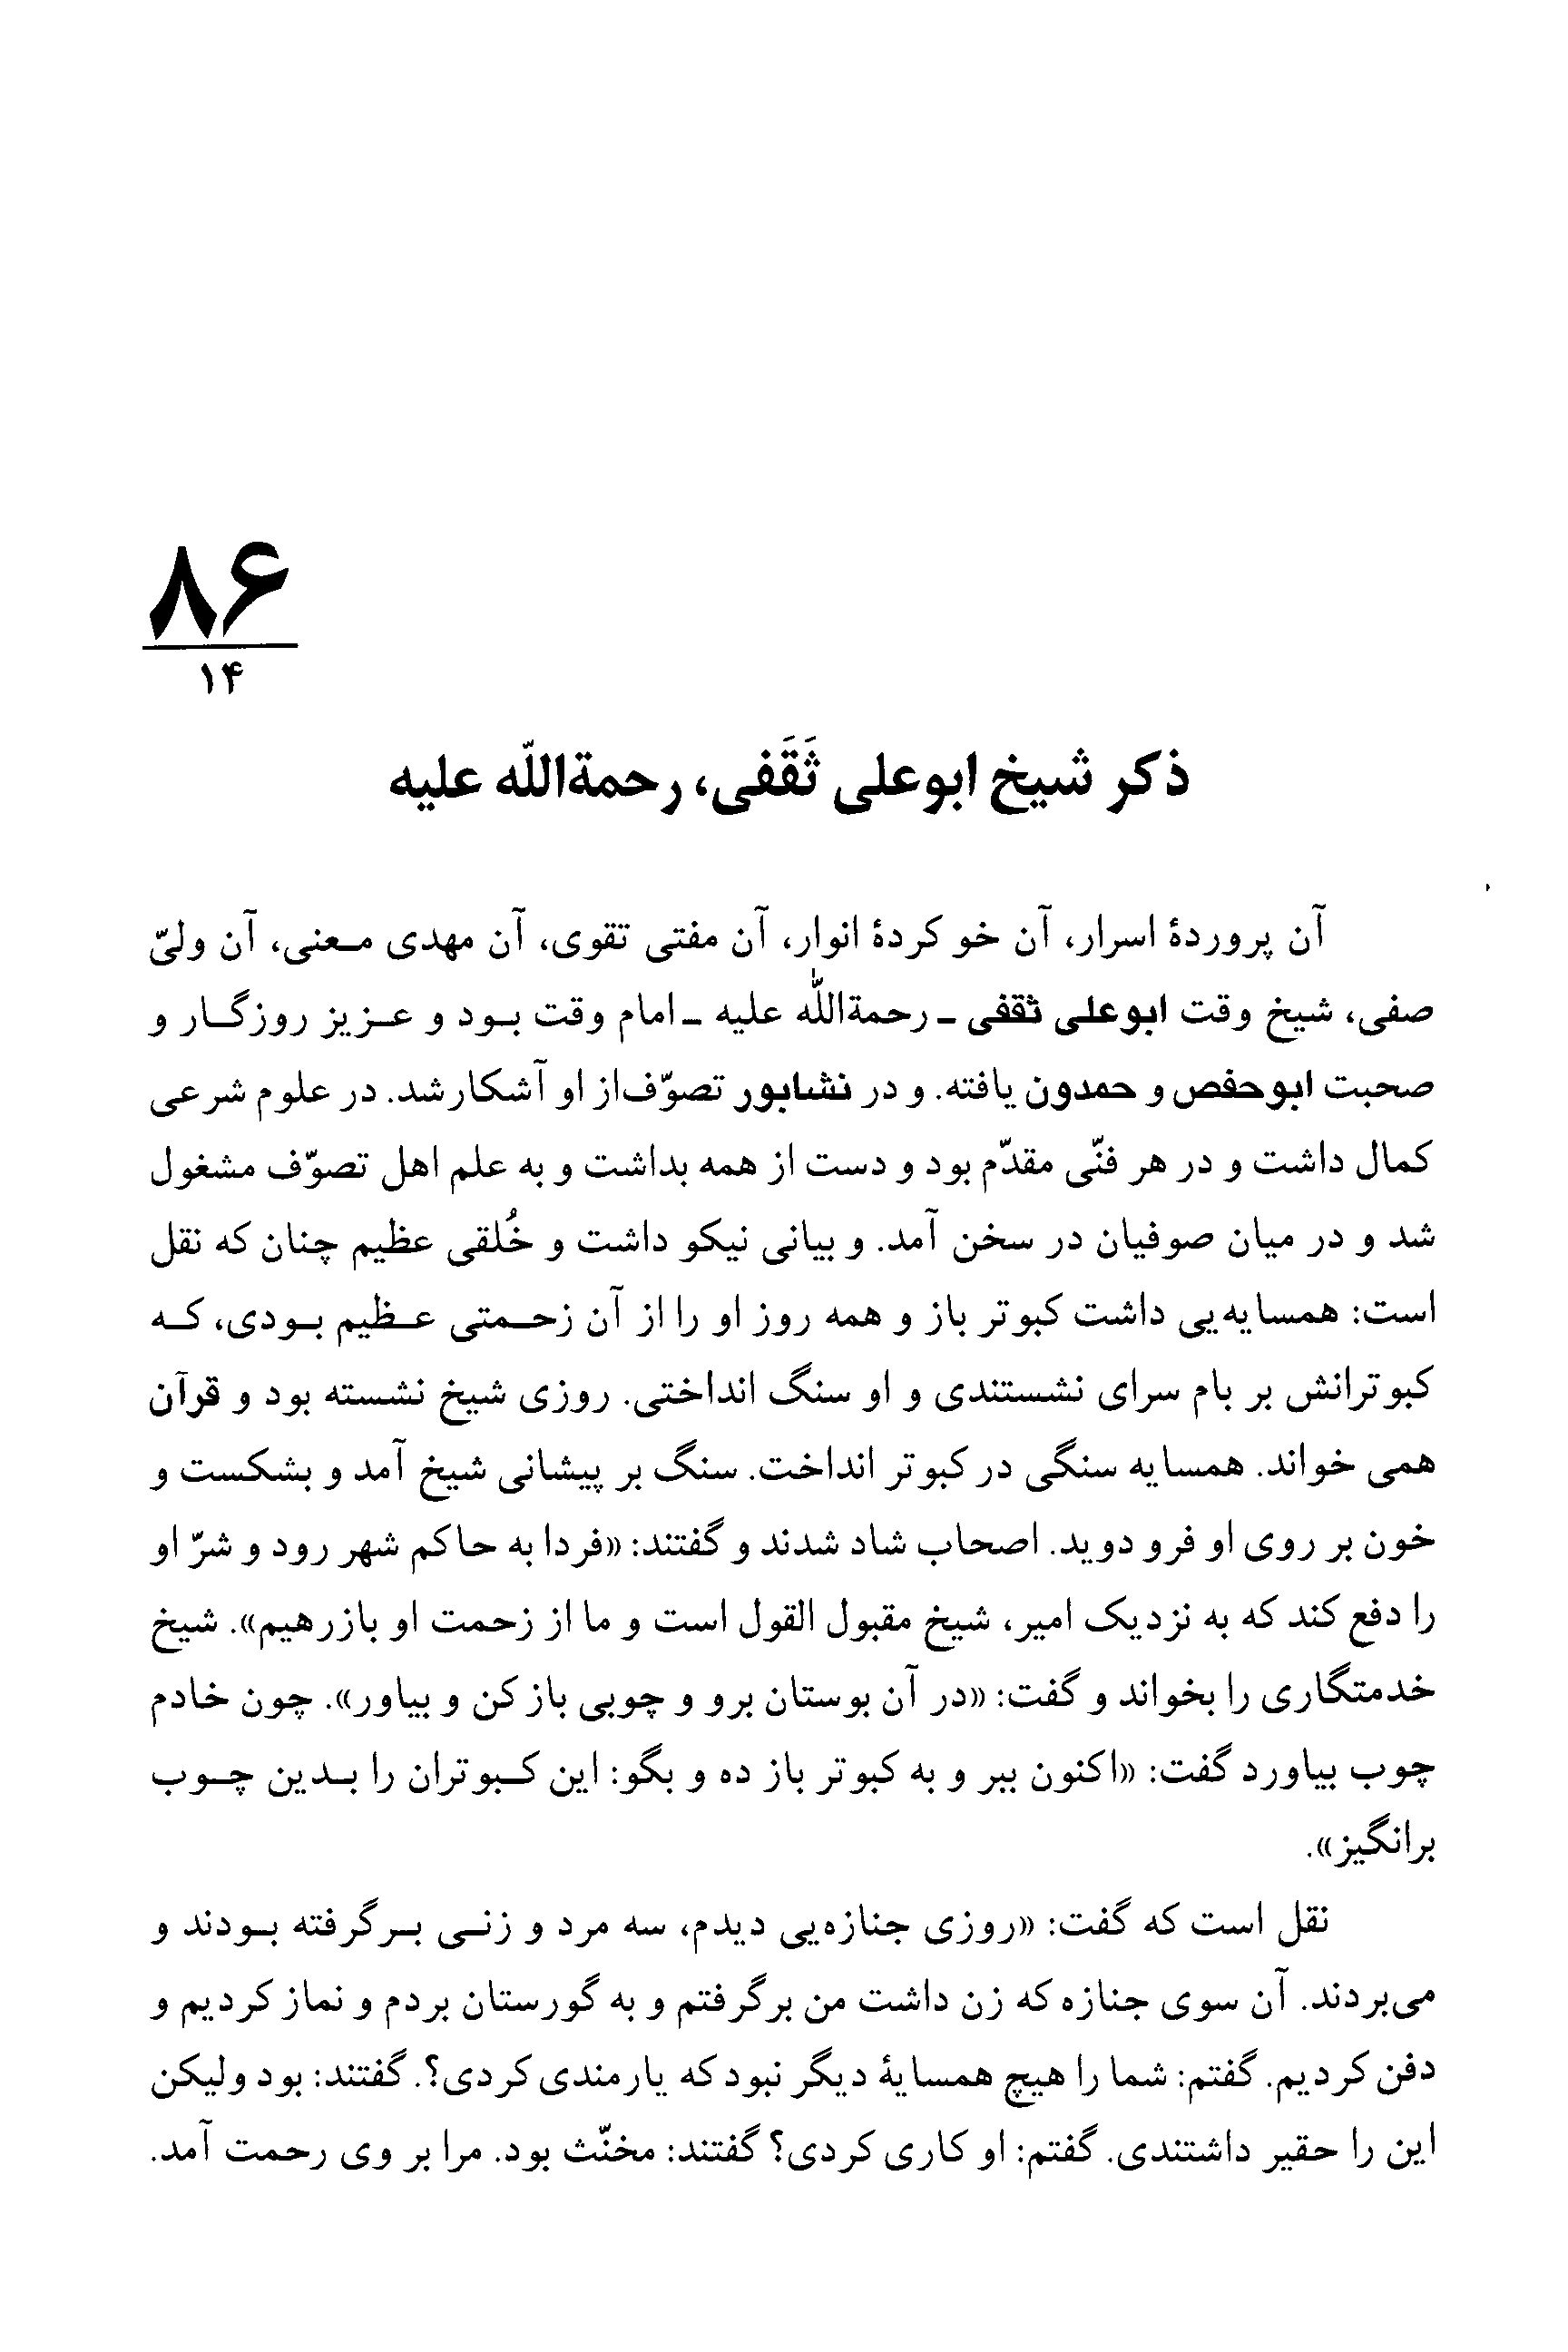 ۸۶
۱۴
ذکر شیخ ابوعلی ثَقَفی، رحمةاللّه علیه
آن پروردهٔ اسرار، آن خو کردهٔ انوار، آن مفتی تقوی، آن مهدی معنی، آن ولیّ
صفی، شیخ وقت ابوعلی ثقفی ـ رحمةاللّٰه علیه ـ امام وقت بود و عزیز روزگار و
صحبت ابوحفص و حمدون یافته. و در نشابور تصوّف از او آشکار شد. در علوم شرعی
کمال داشت و در هر فنّی مقدّم بود و دست از همه بداشت و به علم اهل تصوّف مشغول
شد و در میان صوفیان در سخن آمد. و بیانی نیکو داشت و خُلقی عظیم چنان که نقل
است: همسایه‌یی داشت کبوتر باز و همه روز او را از آن زحمتی عظیم بودی، که
کبوترانش بر بام سرای نشستندی و او سنگ انداختی. روزی شیخ نشسته بود و قرآن
همی خواند. همسایه سنگی در کبوتر انداخت. سنگ بر پیشانی شیخ آمد و بشکست و
خون بر روی او فرو دوید. اصحاب شاد شدند و گفتند: «فردا به حاکم شهر رود و شرّ او
را دفع کند که به نزدیک امیر، شیخ مقبول القول است و ما از زحمت او بازرهیم». شیخ
خدمتگاری را بخواند و گفت: «در آن بوستان برو و چوبی باز کن و بیاور». چون خادم
چوب بیاورد گفت: «اکنون ببر و به کبوتر باز ده و بگو: این کبوتران را بدین چوب
برانگیز».
نقل است که گفت: «روزی جنازه‌یی دیدم، سه مرد و زنی برگرفته بودند و
می‌بردند. آن سوی جنازه که زن داشت من برگرفتم و به گورستان بردم و نماز کردیم و
دفن کردیم. گفتم: شما را هیچ همسایهٔ دیگر نبود که یارمندی کردی؟. گفتند: بود ولیکن
این را حقیر داشتندی. گفتم: او کاری کردی؟ گفتند: مخنّث بود. مرا بر وی رحمت آمد.